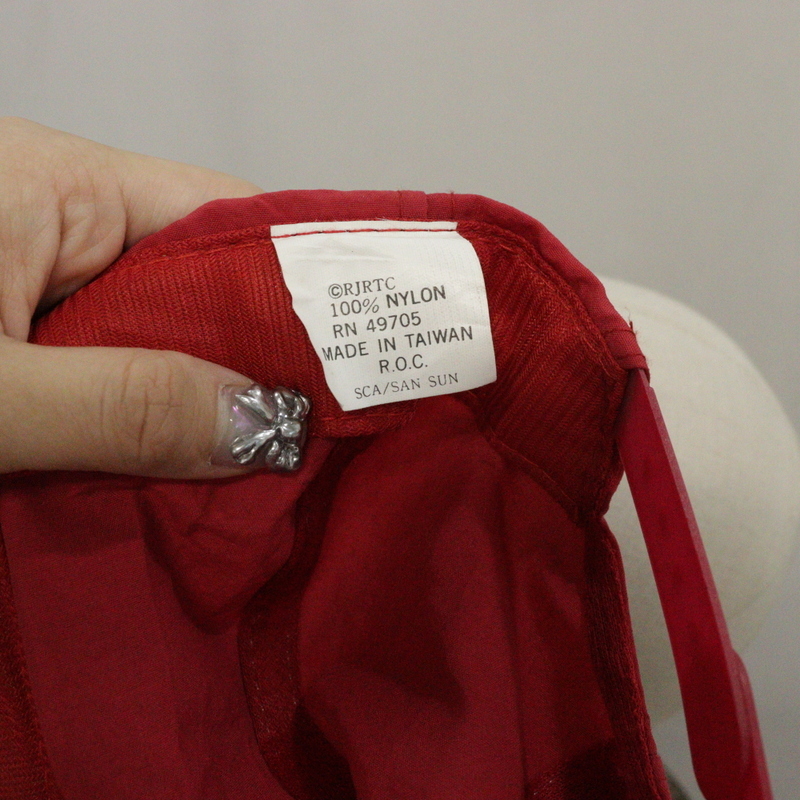 ©RJRTC
100% NYLON
RN 49705
MADE IN TAIWAN
R.O.C.
SCA/SAN SUN